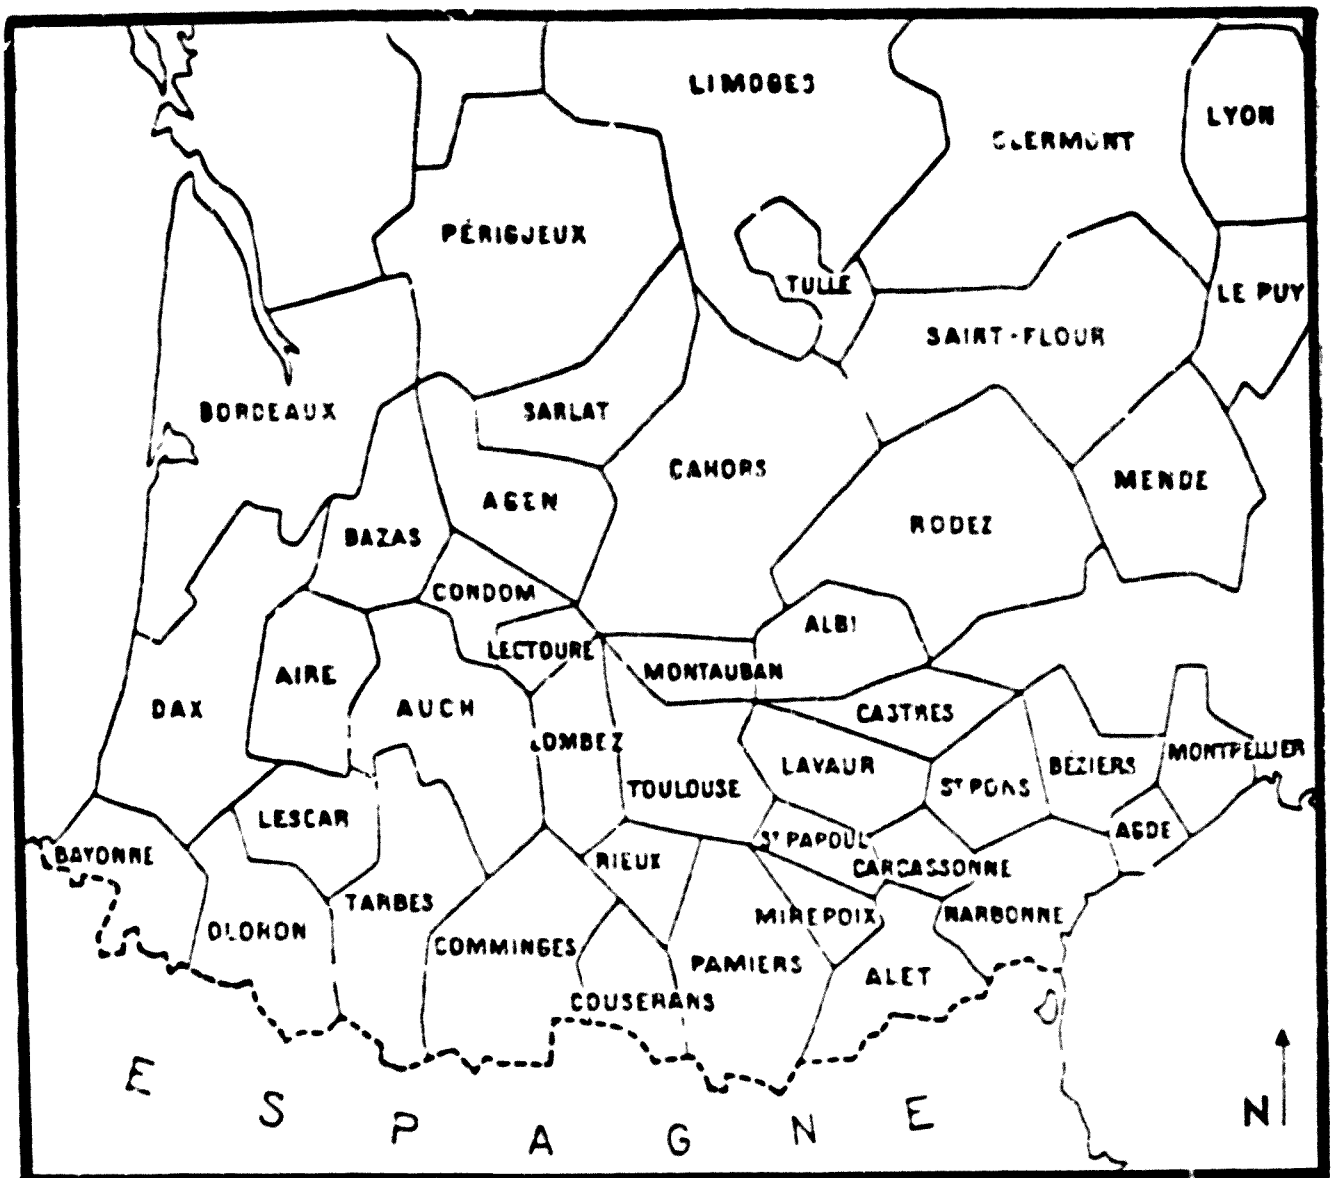 LIMOGES
LYON
CLERMONT
PÉRIGUEUX
TULLE
LE PUY
SAINT-FLOUR
BORDEAUX
SARLAT
CAHORS
MENDE
AGEN
RODEZ
BAZAS
CONDOM
ALBI
LECTOURE
MONTAUBAN
AIRE
DAX
AUCH
CASTRES
LOMBEZ
MONTPELLIER
LAVAUR
BÉZIERS
TOULOUSE
ST PONS
LESCAR
ST PAPOUL
AGDE
BAYONNE
RIEUX
CARCASSONNE
TARBES
MIREPOIX
NARBONNE
OLORON
COMMINGES
PAMIERS
ALET
COUSERANS
ESPAGNE
N